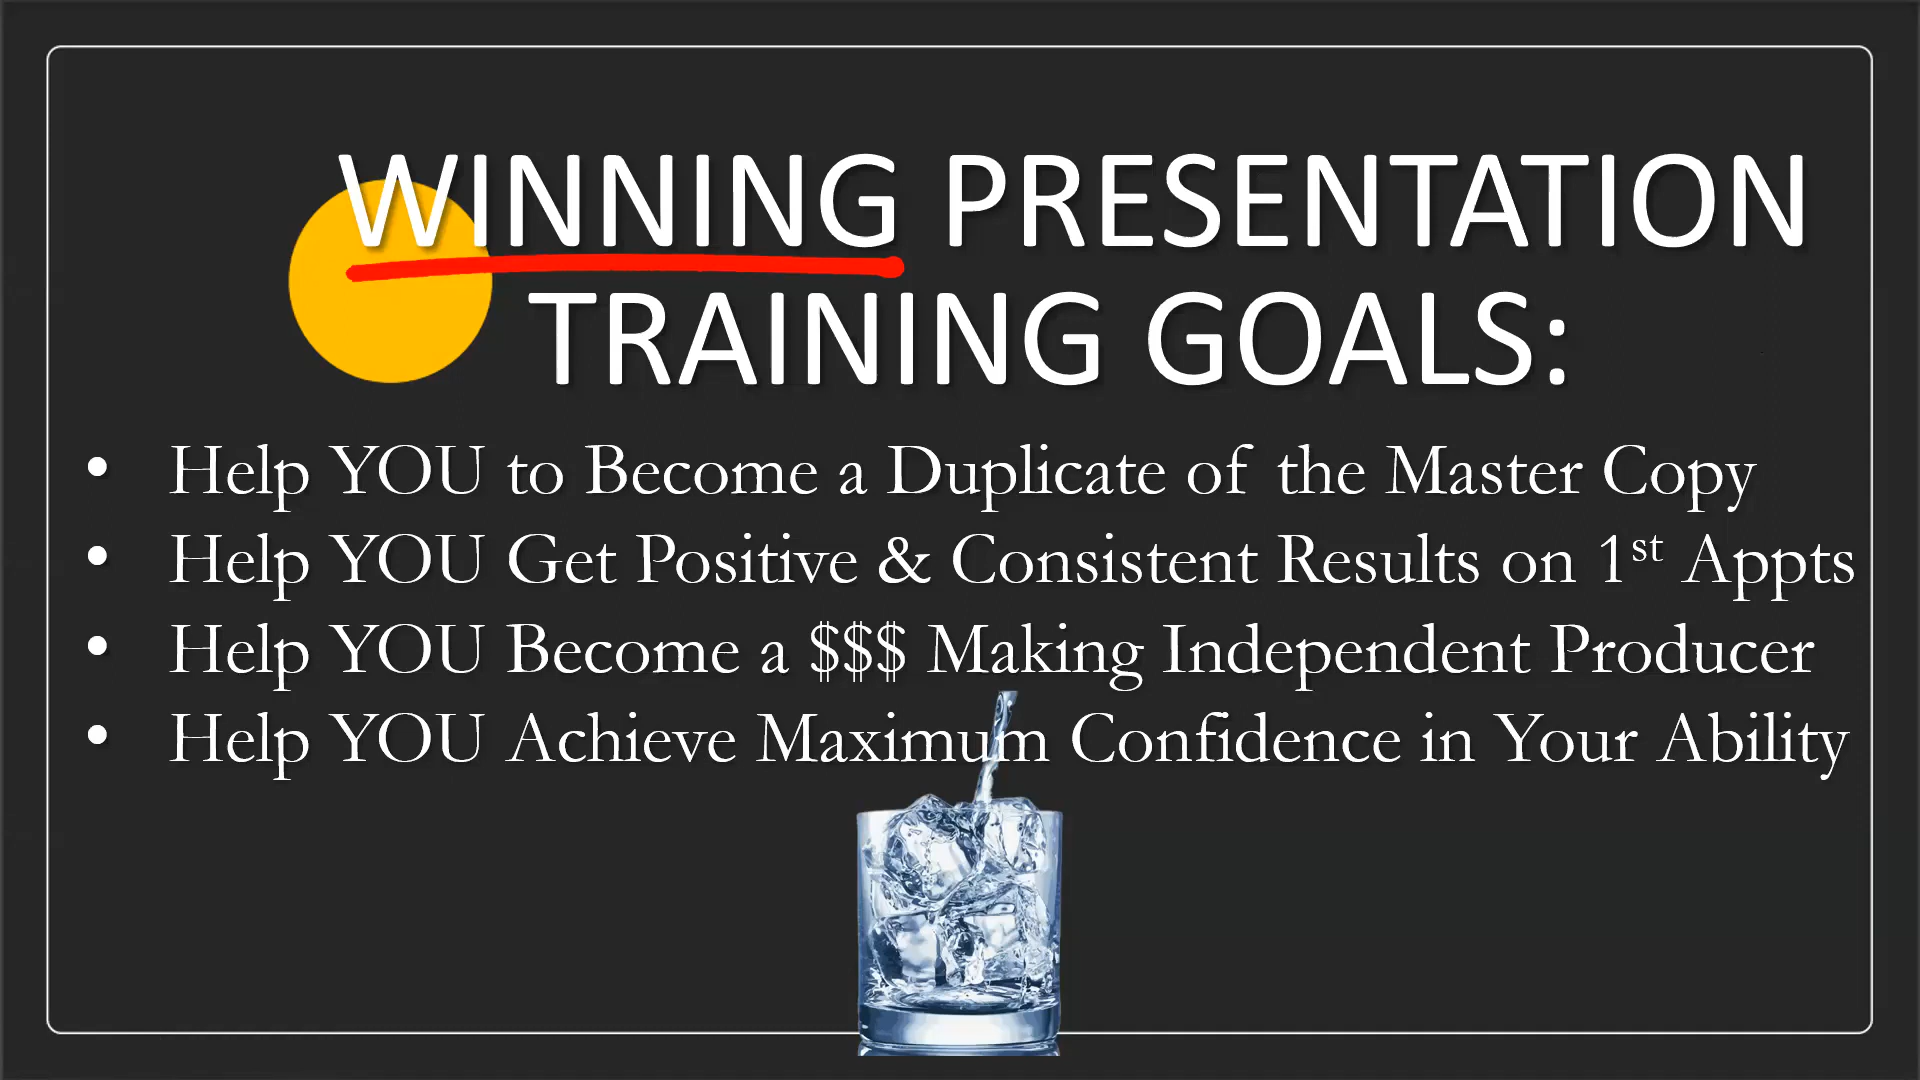 WINNING PRESENTATION
TRAINING GOALS:
• Help YOU to Become a Duplicate of the Master Copy
• Help YOU Get Positive & Consistent Results on 1st Appts
• Help YOU Become a $$$ Making Independent Producer
• Help YOU Achieve Maximum Confidence in Your Ability